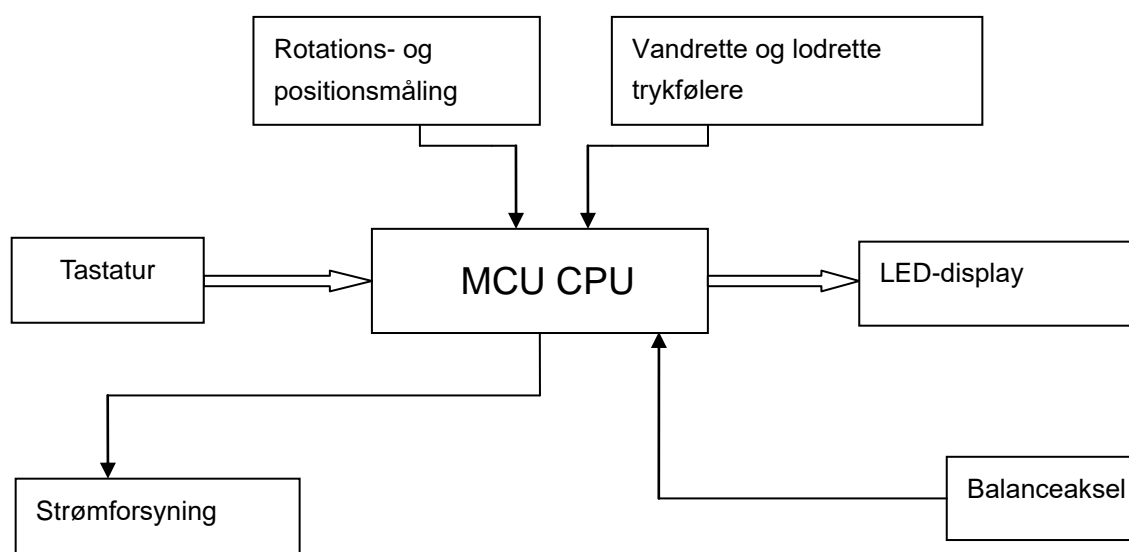 Rotations- og
positionsmåling
Vandrette og lodrette
trykfølere
Tastatur
MCU CPU
LED-display
Strømforsyning
Balanceaksel